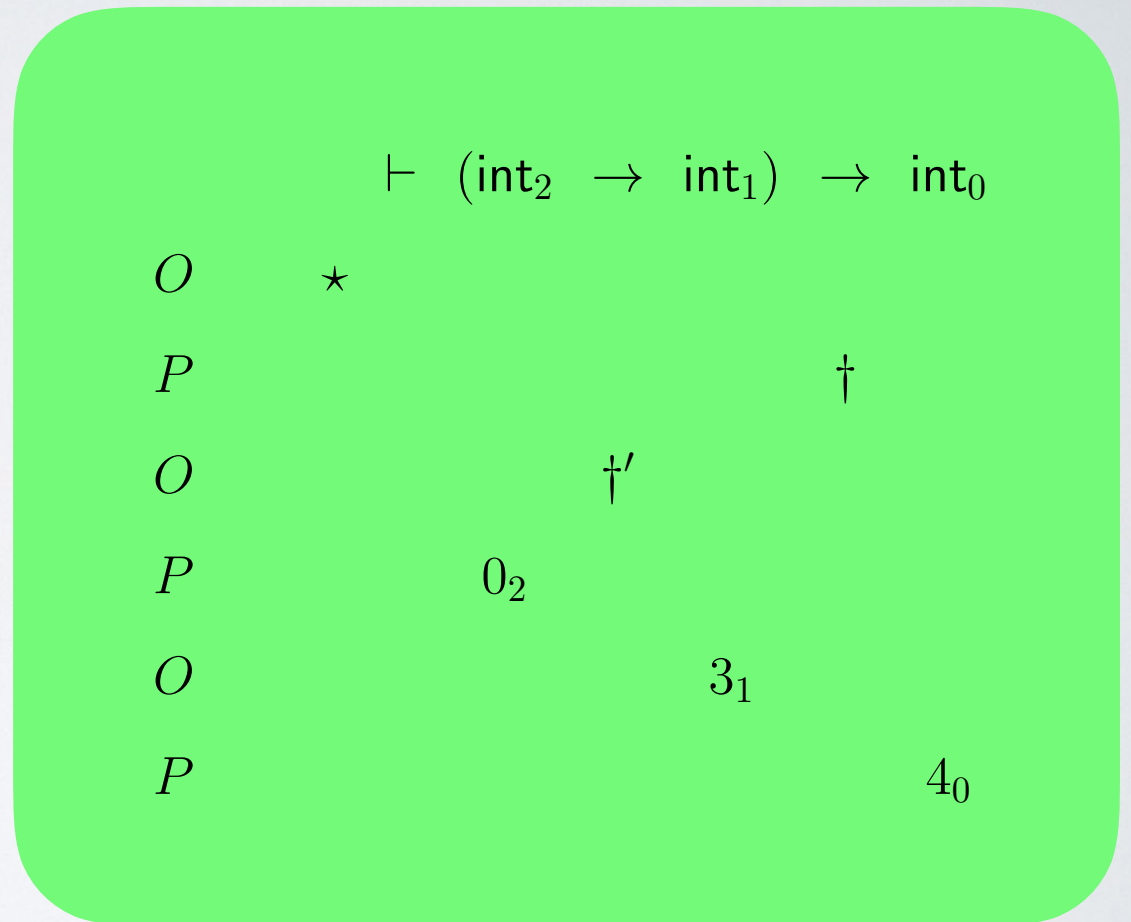 ⊢ (int₂ → int₁) → int₀
O ⋆
P †
O †′
P 0₂
O 3₁
P 4₀